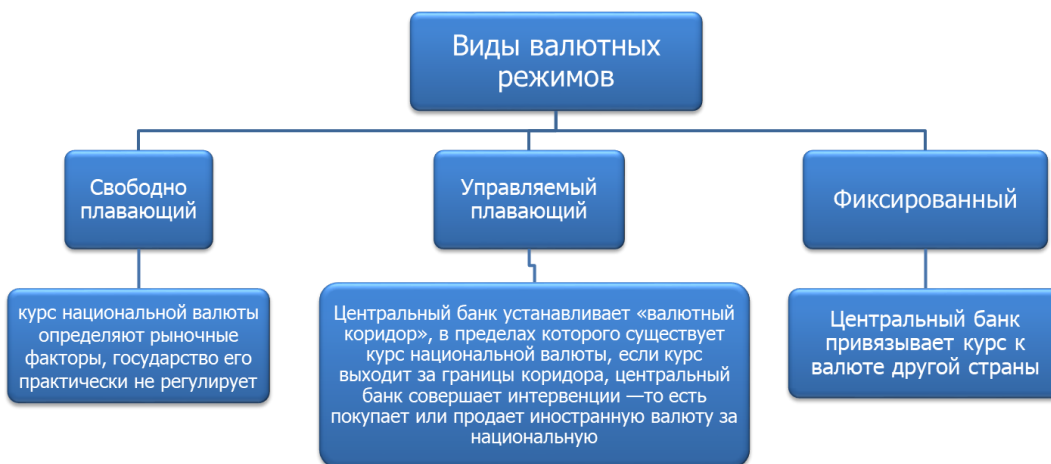 Виды валютных
режимов
Свободно
плавающий
Управляемый
плавающий
Фиксированный
курс национальной валюты
определяют рыночные
факторы, государство его
практически не регулирует
Центральный банк устанавливает «валютный
коридор», в пределах которого существует
курс национальной валюты, если курс
выходит за границы коридора, центральный
банк совершает интервенции —то есть
покупает или продает иностранную валюту за
национальную
Центральный банк
привязывает курс к
валюте другой страны